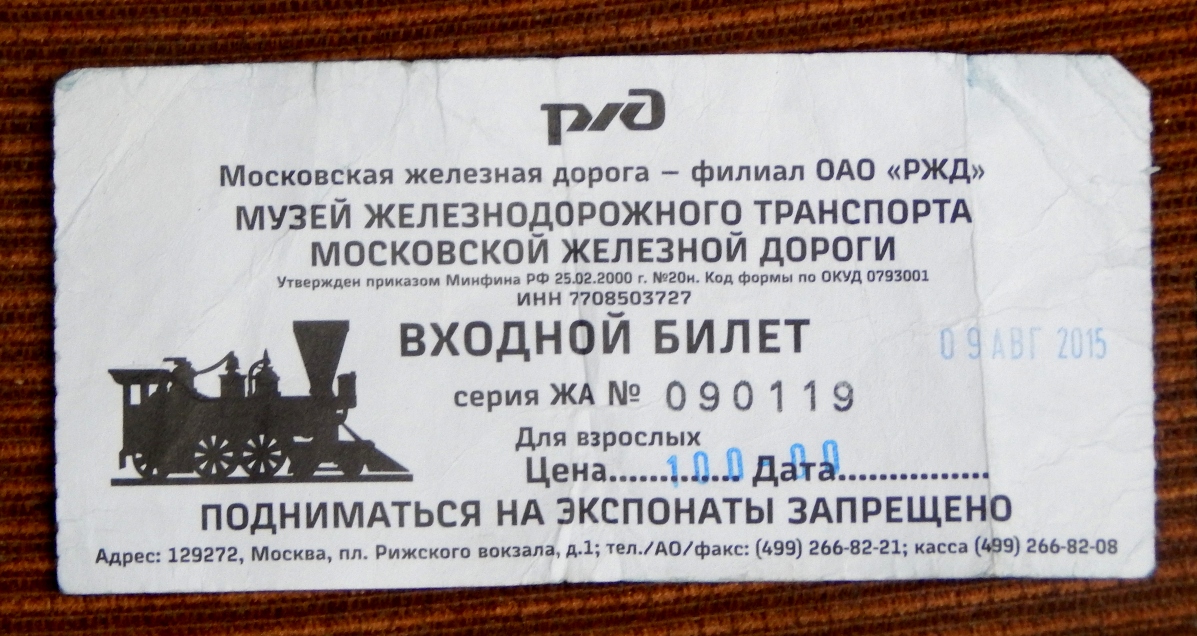 РЖД
Московская железная дорога – филиал ОАО «РЖД»
МУЗЕЙ ЖЕЛЕЗНОДОРОЖНОГО ТРАНСПОРТА
МОСКОВСКОЙ ЖЕЛЕЗНОЙ ДОРОГИ
Утвержден приказом Минфина РФ 25.02.2000 г. №20н. Код формы по ОКУД 0793001
ИНН 7708503727
ВХОДНОЙ БИЛЕТ
09 АВГ 2015
серия ЖА № 090119
Для взрослых
Цена............ Дата..................
100-00
ПОДНИМАТЬСЯ НА ЭКСПОНАТЫ ЗАПРЕЩЕНО
Адрес: 129272, Москва, пл. Рижского вокзала, д.1; тел./АО/факс: (499) 266-82-21; касса (499) 266-82-08